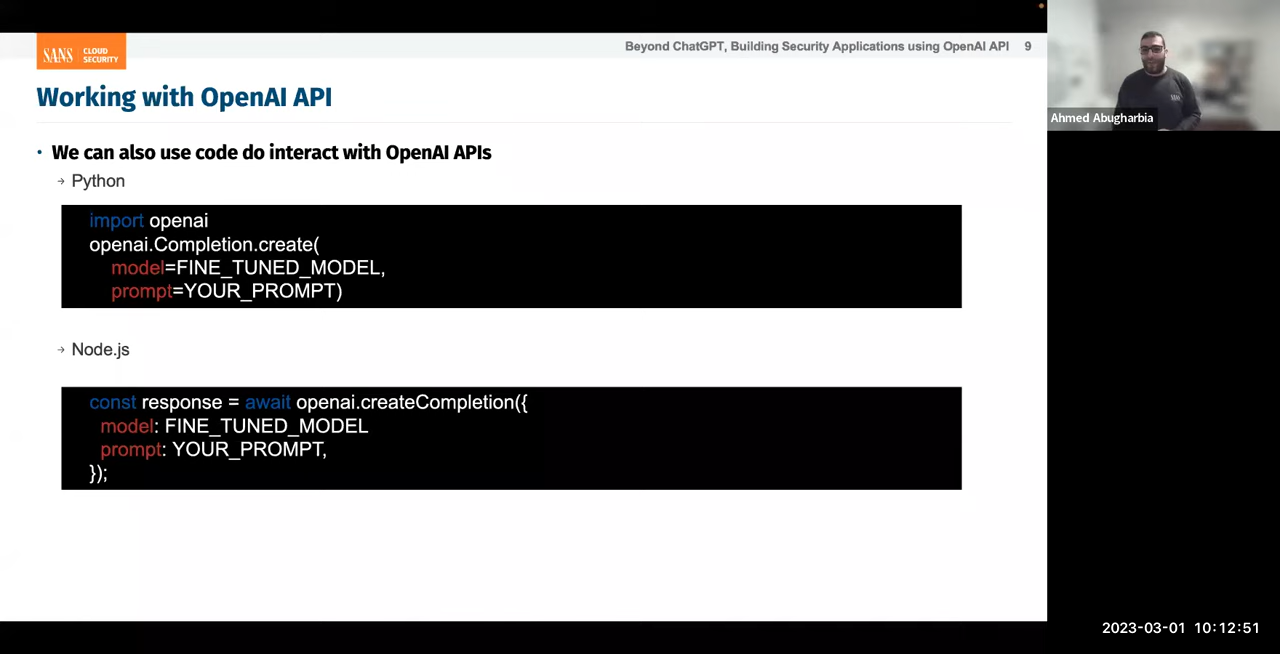 SANS | CLOUD SECURITY
Beyond ChatGPT, Building Security Applications using OpenAI API 9
Working with OpenAI API
• We can also use code do interact with OpenAI APIs
→ Python
import openai
openai.Completion.create(
model=FINE_TUNED_MODEL,
prompt=YOUR_PROMPT)
→ Node.js
const response = await openai.createCompletion({
model: FINE_TUNED_MODEL
prompt: YOUR_PROMPT,
});
Ahmed Abugharbia
2023-03-01 10:12:51